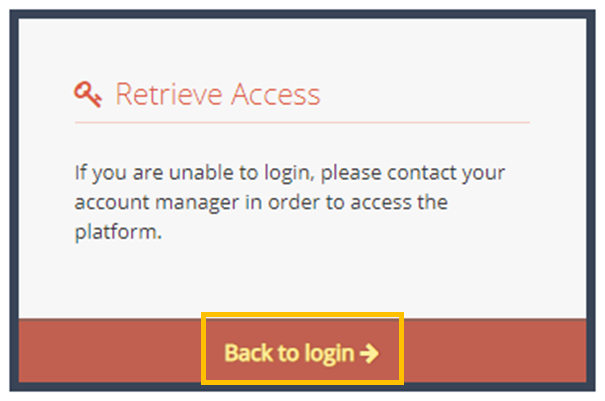 Retrieve Access
If you are unable to login, please contact your
account manager in order to access the
platform.
Back to login